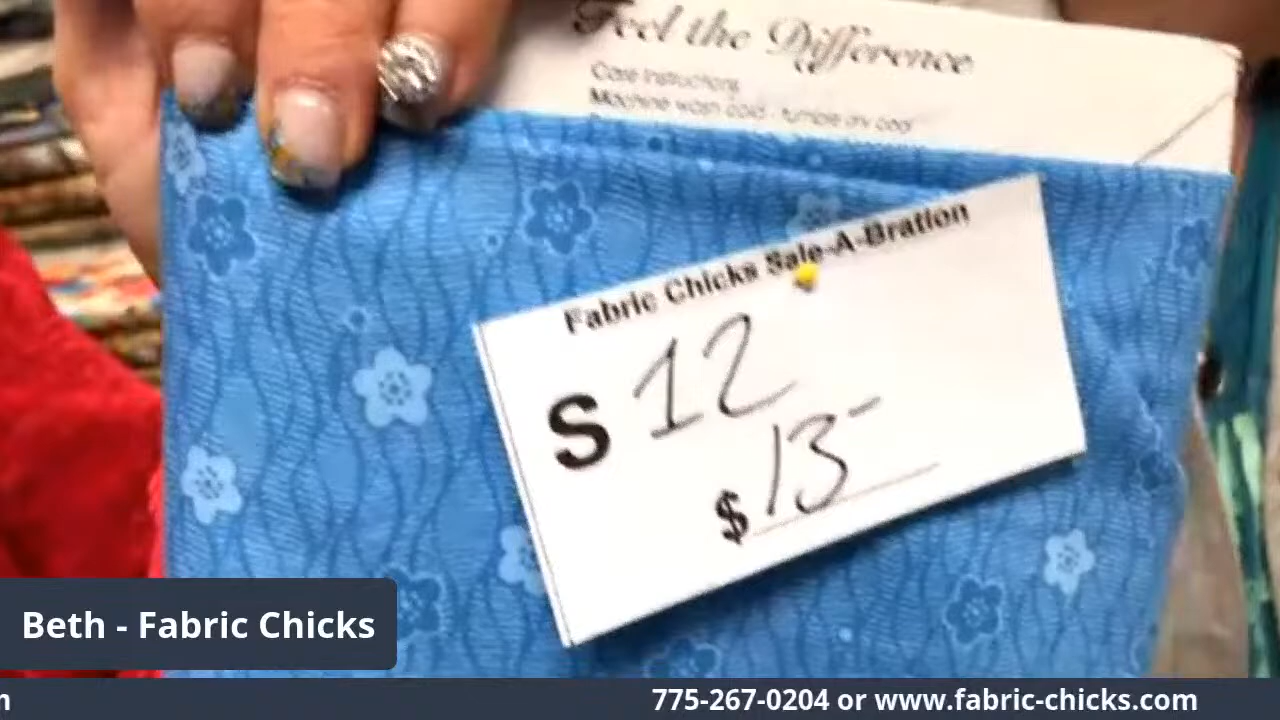 Feel the Difference
Care Instructions
Machine wash cold - tumble dry
Fabric Chicks Sale-A-Bration
S 12
$13-
Beth - Fabric Chicks
775-267-0204 or www.fabric-chicks.com